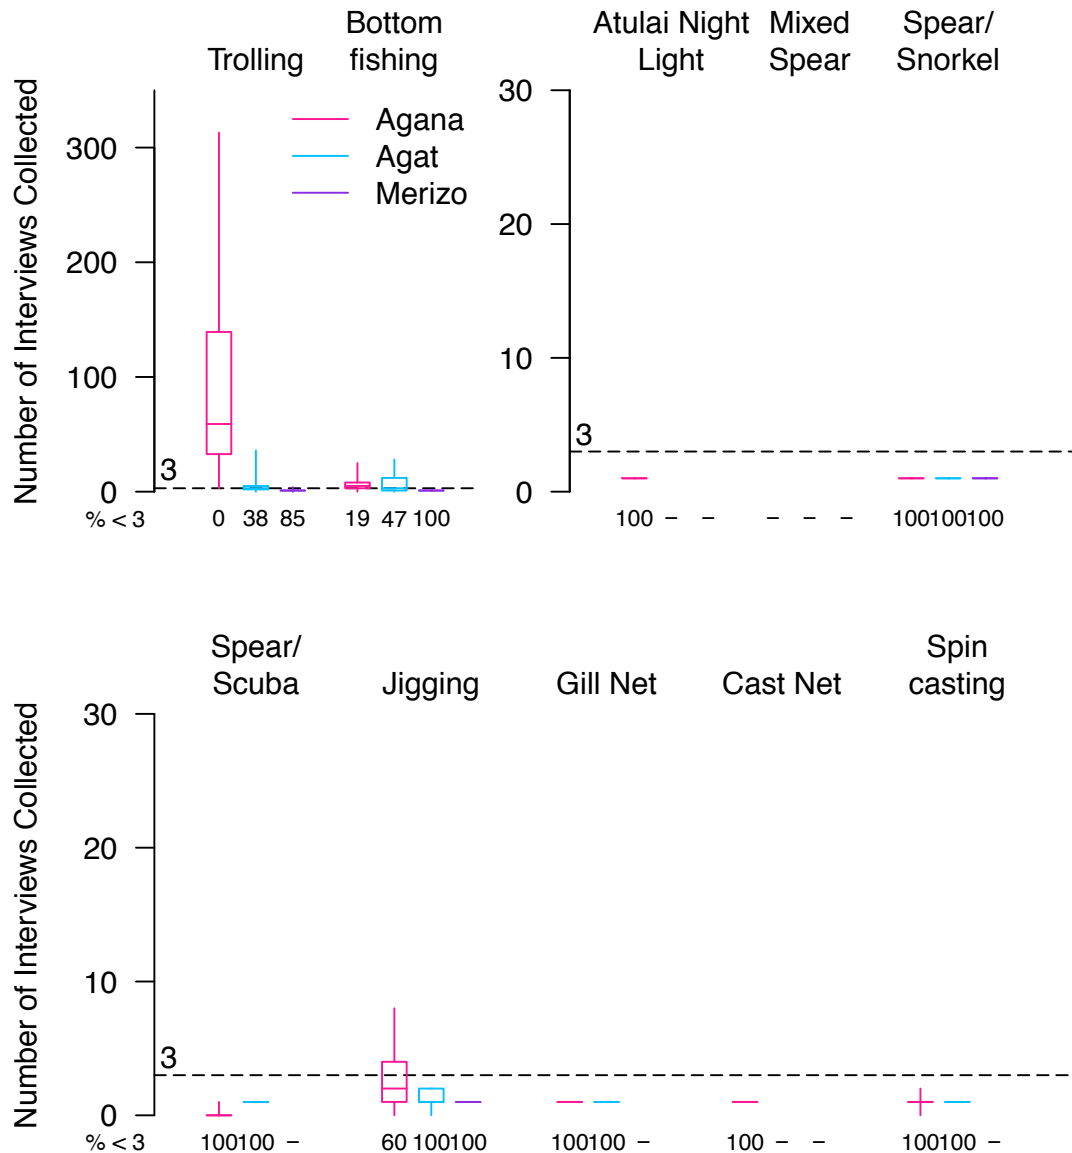 Trolling
Bottom
fishing
Number of Interviews Collected
300
200
100
0
Agana
Agat
Merizo
3
% < 3
0 38 85 19 47 100
Atulai Night
Light
Mixed
Spear
Spear/
Snorkel
30
20
10
0
3
100 – – – – – 100100100
Spear/
Scuba
Jigging
Gill Net
Cast Net
Spin
casting
Number of Interviews Collected
30
20
10
0
3
% < 3
100100 – 60 100100 100100 – 100 – – 100100 –